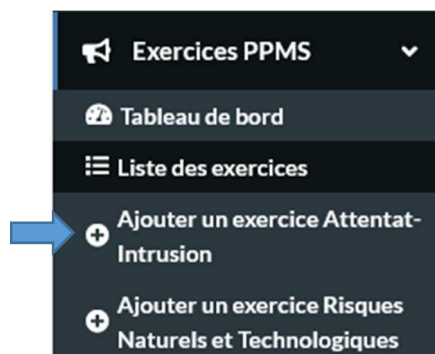 Exercices PPMS
Tableau de bord
Liste des exercices
Ajouter un exercice Attentat-
Intrusion
Ajouter un exercice Risques
Naturels et Technologiques